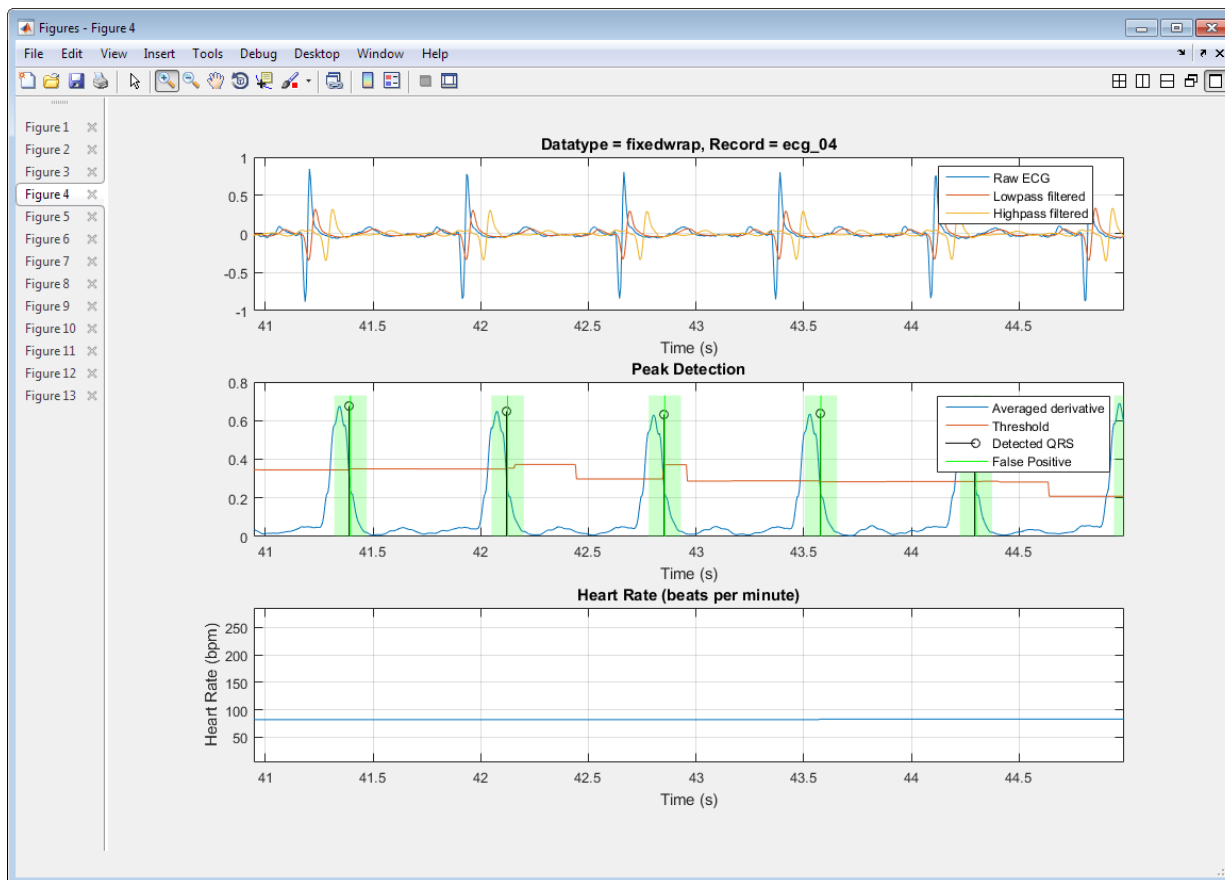 Figures - Figure 4
File Edit View Insert Tools Debug Desktop Window Help
Figure 1
Figure 2
Figure 3
Figure 4
Figure 5
Figure 6
Figure 7
Figure 8
Figure 9
Figure 10
Figure 11
Figure 12
Figure 13
Datatype = fixedwrap, Record = ecg_04
1
0.5
0
-0.5
-1
Raw ECG
Lowpass filtered
Highpass filtered
41 41.5 42 42.5 43 43.5 44 44.5
Time (s)
Peak Detection
0.8
0.6
0.4
0.2
0
Averaged derivative
Threshold
Detected QRS
False Positive
41 41.5 42 42.5 43 43.5 44 44.5
Time (s)
Heart Rate (beats per minute)
Heart Rate (bpm)
250
200
150
100
50
41 41.5 42 42.5 43 43.5 44 44.5
Time (s)